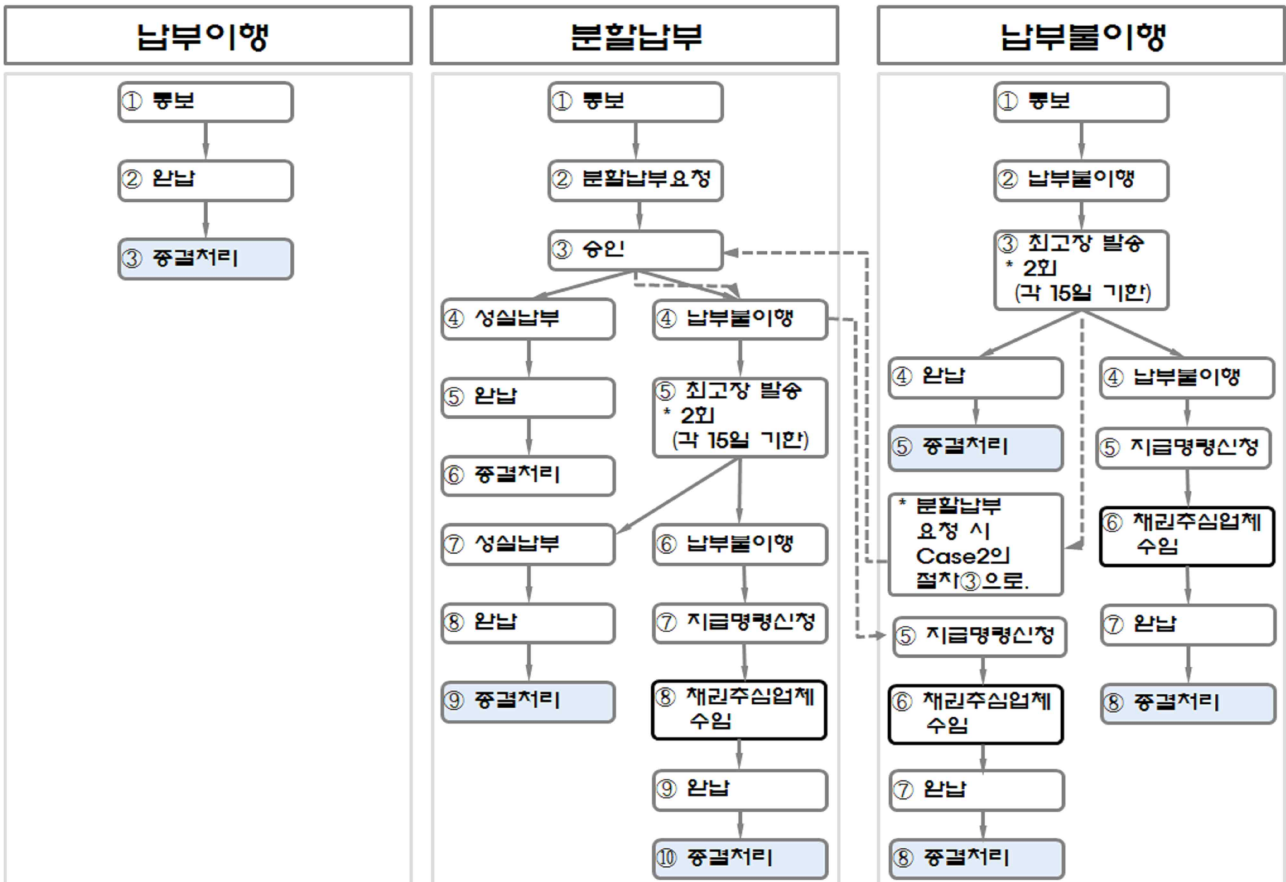 납부이행
① 통보
② 완납
③ 종결처리
분할납부
① 통보
② 분할납부요청
③ 승인
④ 성실납부
⑤ 완납
⑥ 종결처리
④ 납부불이행
⑤ 최고장 발송
* 2회
(각 15일 기한)
⑦ 성실납부
⑧ 완납
⑨ 종결처리
⑥ 납부불이행
⑦ 지급명령신청
⑧ 채권추심업체
수임
⑨ 완납
⑩ 종결처리
납부불이행
① 통보
② 납부불이행
③ 최고장 발송
* 2회
(각 15일 기한)
④ 완납
⑤ 종결처리
* 분할납부
요청 시
Case2의
절차③으로.
⑤ 지급명령신청
⑥ 채권추심업체
수임
⑦ 완납
⑧ 종결처리
④ 납부불이행
⑤ 지급명령신청
⑥ 채권추심업체
수임
⑦ 완납
⑧ 종결처리